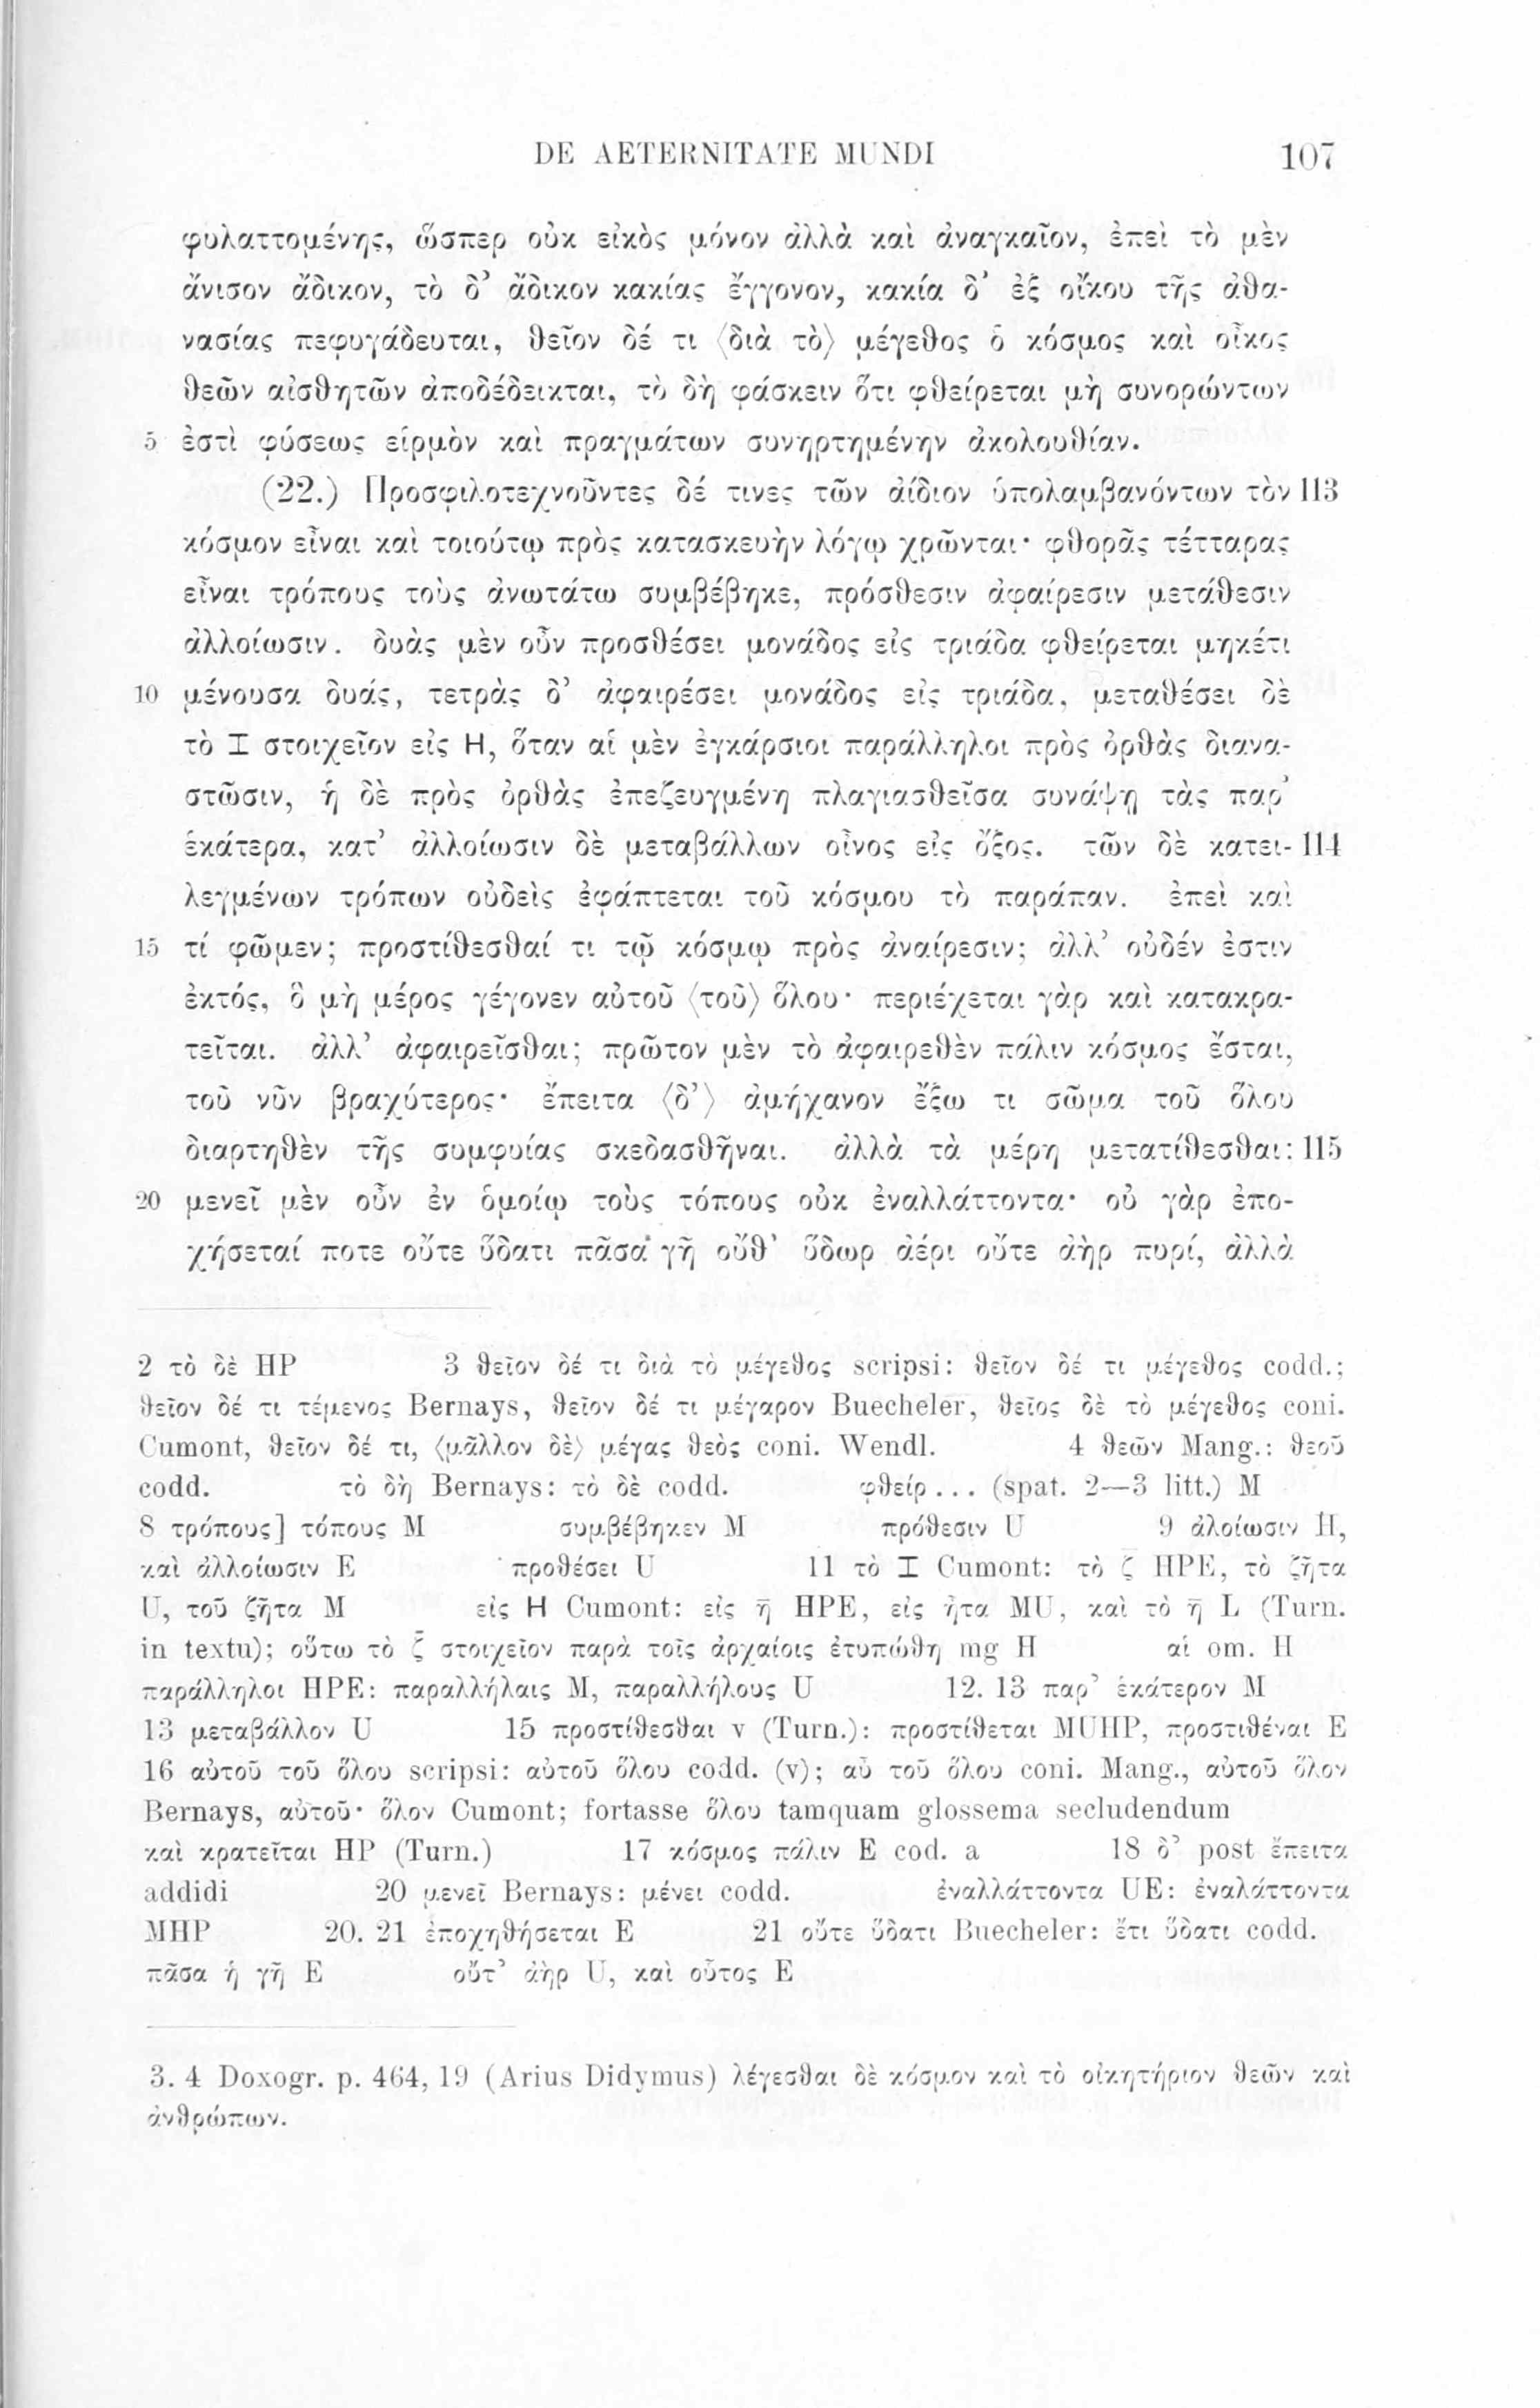 DE AETERNITATE MUNDI 107
φυλαττομένης, ὥσπερ οὐκ εἰκὸς μόνον ἀλλὰ καὶ ἀναγκαῖον, ἐπεὶ τὸ μὲν
ἄνισον ἄδικον, τὸ δ’ ἄδικον κακίας ἔγγονον, κακία δ’ ἐξ οἴκου τῆς ἀθα-
νασίας πεφυγάδευται, θεῖον δέ τι ⟨διὰ τὸ⟩ μέγεθος ὁ κόσμος καὶ οἶκος
θεῶν αἰσθητῶν ἀποδέδεικται, τὸ δὴ φάσκειν ὅτι φθείρεται μὴ συνορώντων
5 ἐστὶ φύσεως εἱρμὸν καὶ πραγμάτων συνηρτημένην ἀκολουθίαν.
(22.) Προσφιλοτεχνοῦντες δέ τινες τῶν ἀίδιον ὑπολαμβανόντων τὸν 113
κόσμον εἶναι καὶ τοιούτῳ πρὸς κατασκευὴν λόγῳ χρῶνται· φθορᾶς τέτταρας
εἶναι τρόπους τοὺς ἀνωτάτω συμβέβηκε, πρόσθεσιν ἀφαίρεσιν μετάθεσιν
ἀλλοίωσιν. δυὰς μὲν οὖν προσθέσει μονάδος εἰς τριάδα φθείρεται μηκέτι
10 μένουσα δυάς, τετρὰς δ’ ἀφαιρέσει μονάδος εἰς τριάδα, μεταθέσει δὲ
τὸ Ι στοιχεῖον εἰς Η, ὅταν αἱ μὲν ἐγκάρσιοι παράλληλοι πρὸς ὀρθὰς διανα-
στῶσιν, ἡ δὲ πρὸς ὀρθὰς ἐπεζευγμένη πλαγιασθεῖσα συνάψῃ τὰς παρ’
ἑκάτερα, κατ’ ἀλλοίωσιν δὲ μεταβάλλων οἶνος εἰς ὄξος. τῶν δὲ κατει- 114
λεγμένων τρόπων οὐδεὶς ἐφάπτεται τοῦ κόσμου τὸ παράπαν. ἐπεὶ καὶ
15 τί φῶμεν; προστίθεσθαί τι τῷ κόσμῳ πρὸς ἀναίρεσιν; ἀλλ’ οὐδέν ἐστιν
ἐκτός, ὃ μὴ μέρος γέγονεν αὐτοῦ ⟨τοῦ⟩ ὅλου· περιέχεται γὰρ καὶ κατακρα-
τεῖται. ἀλλ’ ἀφαιρεῖσθαι; πρῶτον μὲν τὸ ἀφαιρεθὲν πάλιν κόσμος ἔσται,
τοῦ νῦν βραχύτερος· ἔπειτα ⟨δ’⟩ ἀμήχανον ἔξω τι σῶμα τοῦ ὅλου
διαρτηθὲν τῆς συμφυίας σκεδασθῆναι. ἀλλὰ τὰ μέρη μετατίθεσθαι; 115
20 μενεῖ μὲν οὖν ἐν ὁμοίῳ τοὺς τόπους οὐκ ἐναλλάττοντα· οὐ γὰρ ἐπο-
χήσεταί ποτε οὔτε ὕδατι πᾶσα γῆ οὔθ’ ὕδωρ ἀέρι οὔτε ἀὴρ πυρί, ἀλλὰ
2 τὸ δὲ HP 3 θεῖον δέ τι διὰ τὸ μέγεθος scripsi: θεῖον δέ τι μέγεθος codd.;
θεῖον δέ τι τέμενος Bernays, θεῖον δέ τι μέγαρον Buecheler, θεῖος δὲ τὸ μέγεθος coni.
Cumont, θεῖον δέ τι, ⟨μᾶλλον δὲ⟩ μέγας θεὸς coni. Wendl. 4 θεῶν Mang.: θεοῦ
codd. τὸ δὴ Bernays: τὸ δὲ codd. φθείρ... (spat. 2—3 litt.) M
8 τρόπους] τόπους M συμβέβηκεν M πρόθεσιν U 9 ἀλοίωσιν H,
καὶ ἀλλοίωσιν E προθέσει U 11 τὸ Ι Cumont: τὸ ζ̄ HPE, τὸ ζῆτα
U, τοῦ ζῆτα M εἰς Η Cumont: εἰς η̄ HPE, εἰς ἦτα MU, καὶ τὸ η̄ L (Turn.
in textu); οὕτω τὸ ζ̄ στοιχεῖον παρὰ τοῖς ἀρχαίοις ἐτυπώθη mg H αἱ om. H
παράλληλοι HPE: παραλλήλαις M, παραλλήλους U 12. 13 παρ’ ἑκάτερον M
13 μεταβάλλον U 15 προστίθεσθαι v (Turn.): προστίθεται MUHP, προστιθέναι E
16 αὐτοῦ τοῦ ὅλου scripsi: αὐτοῦ ὅλου codd. (v); αὖ τοῦ ὅλου coni. Mang., αὐτοῦ ὅλον
Bernays, αὐτοῦ· ὅλον Cumont; fortasse ὅλου tamquam glossema secludendum
καὶ κρατεῖται HP (Turn.) 17 κόσμος πάλιν E cod. a 18 δ’ post ἔπειτα
addidi 20 μενεῖ Bernays: μένει codd. ἐναλλάττοντα UE: ἐναλάττοντα
MHP 20. 21 ἐποχηθήσεται E 21 οὔτε ὕδατι Buecheler: ἔτι ὕδατι codd.
πᾶσα ἡ γῆ E οὔτ’ ἀὴρ U, καὶ οὗτος E
3. 4 Doxogr. p. 464, 19 (Arius Didymus) λέγεσθαι δὲ κόσμον καὶ τὸ οἰκητήριον θεῶν καὶ
ἀνθρώπων.